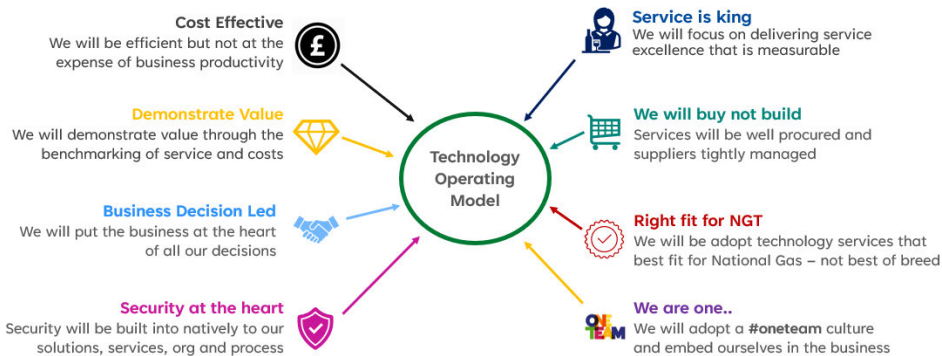 Cost Effective
We will be efficient but not at the
expense of business productivity
£
Demonstrate Value
We will demonstrate value through the
benchmarking of service and costs
Business Decision Led
We will put the business at the heart
of all our decisions
Security at the heart
Security will be built into natively to our
solutions, services, org and process
Technology
Operating
Model
Service is king
We will focus on delivering service
excellence that is measurable
We will buy not build
Services will be well procured and
suppliers tightly managed
Right fit for NGT
We will be adopt technology services that
best fit for National Gas – not best of breed
ONE
TEAM
We are one..
We will adopt a #oneteam culture
and embed ourselves in the business